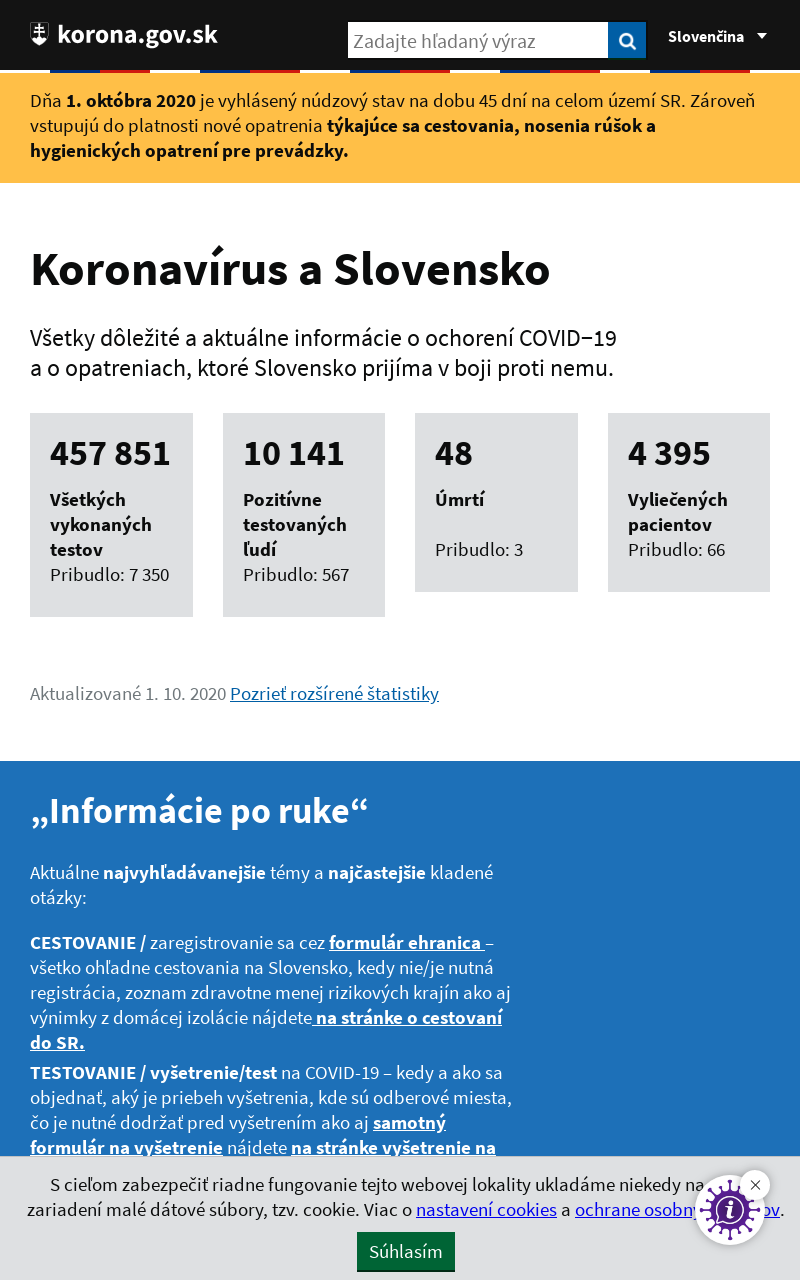 korona.gov.sk
Zadajte hľadaný výraz
Slovenčina
Dňa 1. októbra 2020 je vyhlásený núdzový stav na dobu 45 dní na celom území SR. Zároveň
vstupujú do platnosti nové opatrenia týkajúce sa cestovania, nosenia rúšok a
hygienických opatrení pre prevádzky.
Koronavírus a Slovensko
Všetky dôležité a aktuálne informácie o ochorení COVID−19
a o opatreniach, ktoré Slovensko prijíma v boji proti nemu.
457 851
Všetkých
vykonaných
testov
Pribudlo: 7 350
10 141
Pozitívne
testovaných
ľudí
Pribudlo: 567
48
Úmrtí
Pribudlo: 3
4 395
Vyliečených
pacientov
Pribudlo: 66
Aktualizované 1. 10. 2020 Pozrieť rozšírené štatistiky
„Informácie po ruke“
Aktuálne najvyhľadávanejšie témy a najčastejšie kladené
otázky:
CESTOVANIE / zaregistrovanie sa cez formulár ehranica –
všetko ohľadne cestovania na Slovensko, kedy nie/je nutná
registrácia, zoznam zdravotne menej rizikových krajín ako aj
výnimky z domácej izolácie nájdete na stránke o cestovaní
do SR.
TESTOVANIE / vyšetrenie/test na COVID-19 – kedy a ako sa
objednať, aký je priebeh vyšetrenia, kde sú odberové miesta,
čo je nutné dodržať pred vyšetrením ako aj samotný
formulár na vyšetrenie nájdete na stránke vyšetrenie na
S cieľom zabezpečiť riadne fungovanie tejto webovej lokality ukladáme niekedy na
zariadení malé dátové súbory, tzv. cookie. Viac o nastavení cookies a ochrane
Súhlasím